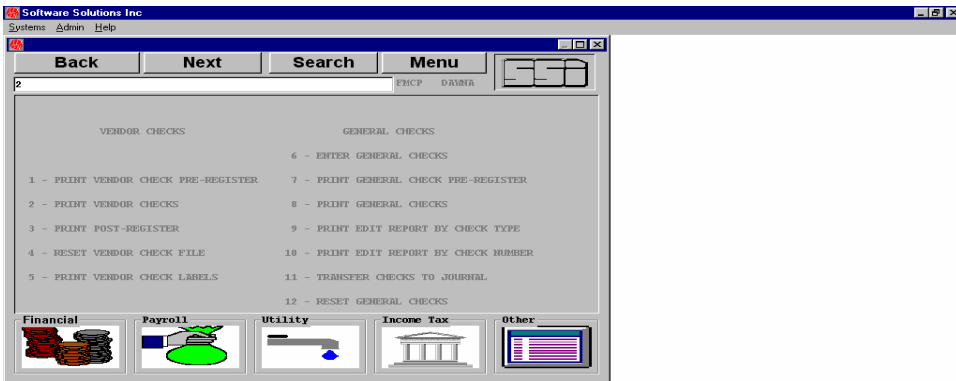 Software Solutions Inc
Systems Admin Help
Back Next Search Menu
SSA
2
FMCP DAWNA
VENDOR CHECKS GENERAL CHECKS
6 - ENTER GENERAL CHECKS
1 - PRINT VENDOR CHECK PRE-REGISTER 7 - PRINT GENERAL CHECK PRE-REGISTER
2 - PRINT VENDOR CHECKS 8 - PRINT GENERAL CHECKS
3 - PRINT POST-REGISTER 9 - PRINT EDIT REPORT BY CHECK TYPE
4 - RESET VENDOR CHECK FILE 10 - PRINT EDIT REPORT BY CHECK NUMBER
5 - PRINT VENDOR CHECK LABELS 11 - TRANSFER CHECKS TO JOURNAL
12 - RESET GENERAL CHECKS
Financial Payroll Utility Income Tax Other